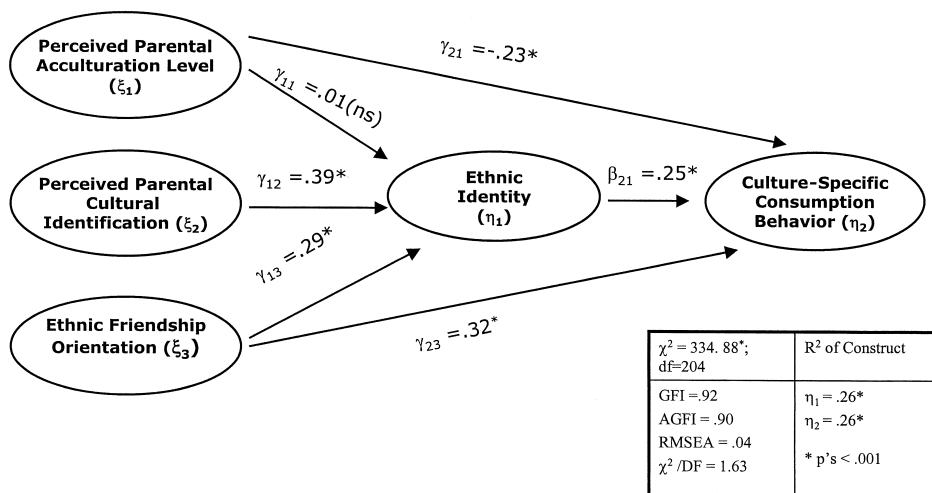 Perceived Parental
Acculturation Level
(ξ₁)
γ₂₁ =-.23*
γ₁₁ =.01(ns)
Perceived Parental
Cultural
Identification (ξ₂)
γ₁₂ =.39*
Ethnic
Identity
(η₁)
β₂₁ =.25*
Culture-Specific
Consumption
Behavior (η₂)
γ₁₃ =.29*
Ethnic Friendship
Orientation (ξ₃)
γ₂₃ =.32*
χ² = 334. 88*;
df=204
R² of Construct
GFI =.92
AGFI = .90
RMSEA = .04
χ² /DF = 1.63
η₁ = .26*
η₂ = .26*
* p's < .001